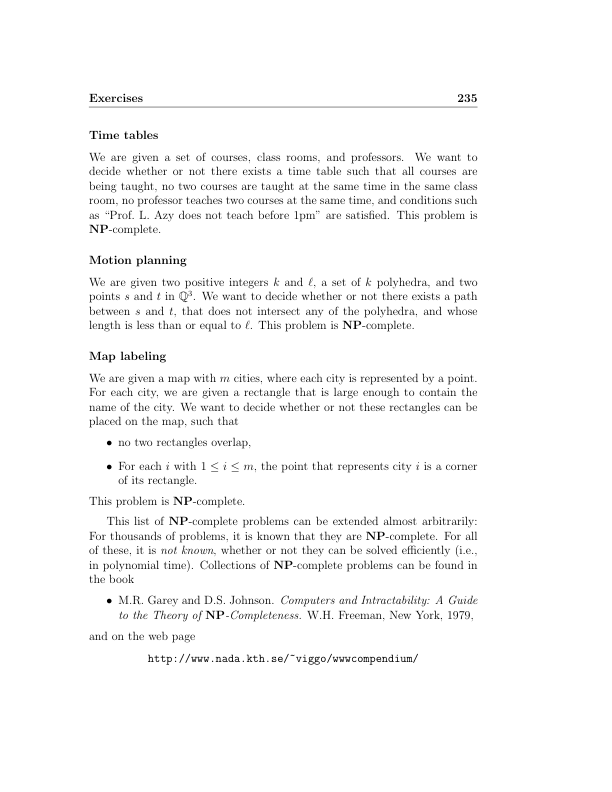 Exercises 235
Time tables
We are given a set of courses, class rooms, and professors. We want to
decide whether or not there exists a time table such that all courses are
being taught, no two courses are taught at the same time in the same class
room, no professor teaches two courses at the same time, and conditions such
as “Prof. L. Azy does not teach before 1pm” are satisfied. This problem is
NP-complete.
Motion planning
We are given two positive integers k and ℓ, a set of k polyhedra, and two
points s and t in ℚ³. We want to decide whether or not there exists a path
between s and t, that does not intersect any of the polyhedra, and whose
length is less than or equal to ℓ. This problem is NP-complete.
Map labeling
We are given a map with m cities, where each city is represented by a point.
For each city, we are given a rectangle that is large enough to contain the
name of the city. We want to decide whether or not these rectangles can be
placed on the map, such that
• no two rectangles overlap,
• For each i with 1 ≤ i ≤ m, the point that represents city i is a corner
of its rectangle.
This problem is NP-complete.
This list of NP-complete problems can be extended almost arbitrarily:
For thousands of problems, it is known that they are NP-complete. For all
of these, it is not known, whether or not they can be solved efficiently (i.e.,
in polynomial time). Collections of NP-complete problems can be found in
the book
• M.R. Garey and D.S. Johnson. Computers and Intractability: A Guide
to the Theory of NP-Completeness. W.H. Freeman, New York, 1979,
and on the web page
http://www.nada.kth.se/~viggo/wwwcompendium/